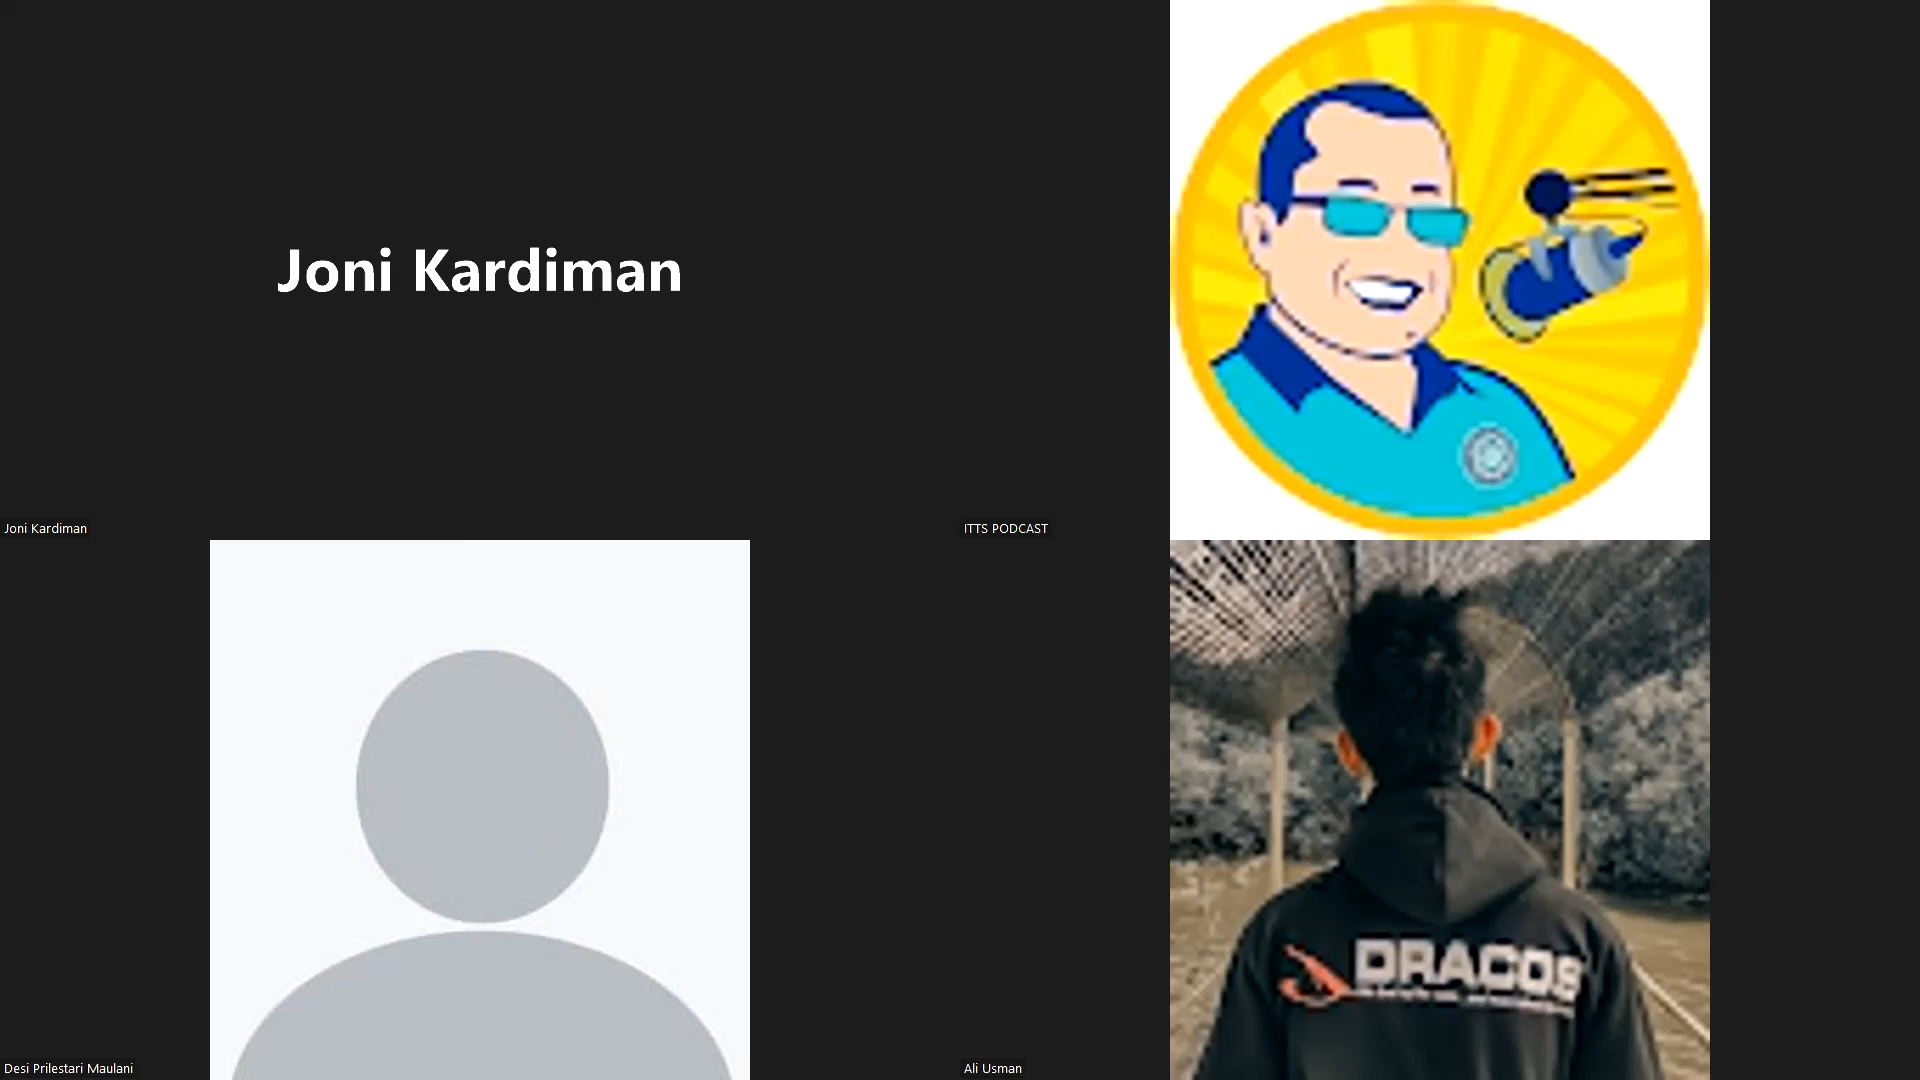 Joni Kardiman
Joni Kardiman
ITTS PODCAST
DRACOS
Desi Prilestari Maulani
Ali Usman